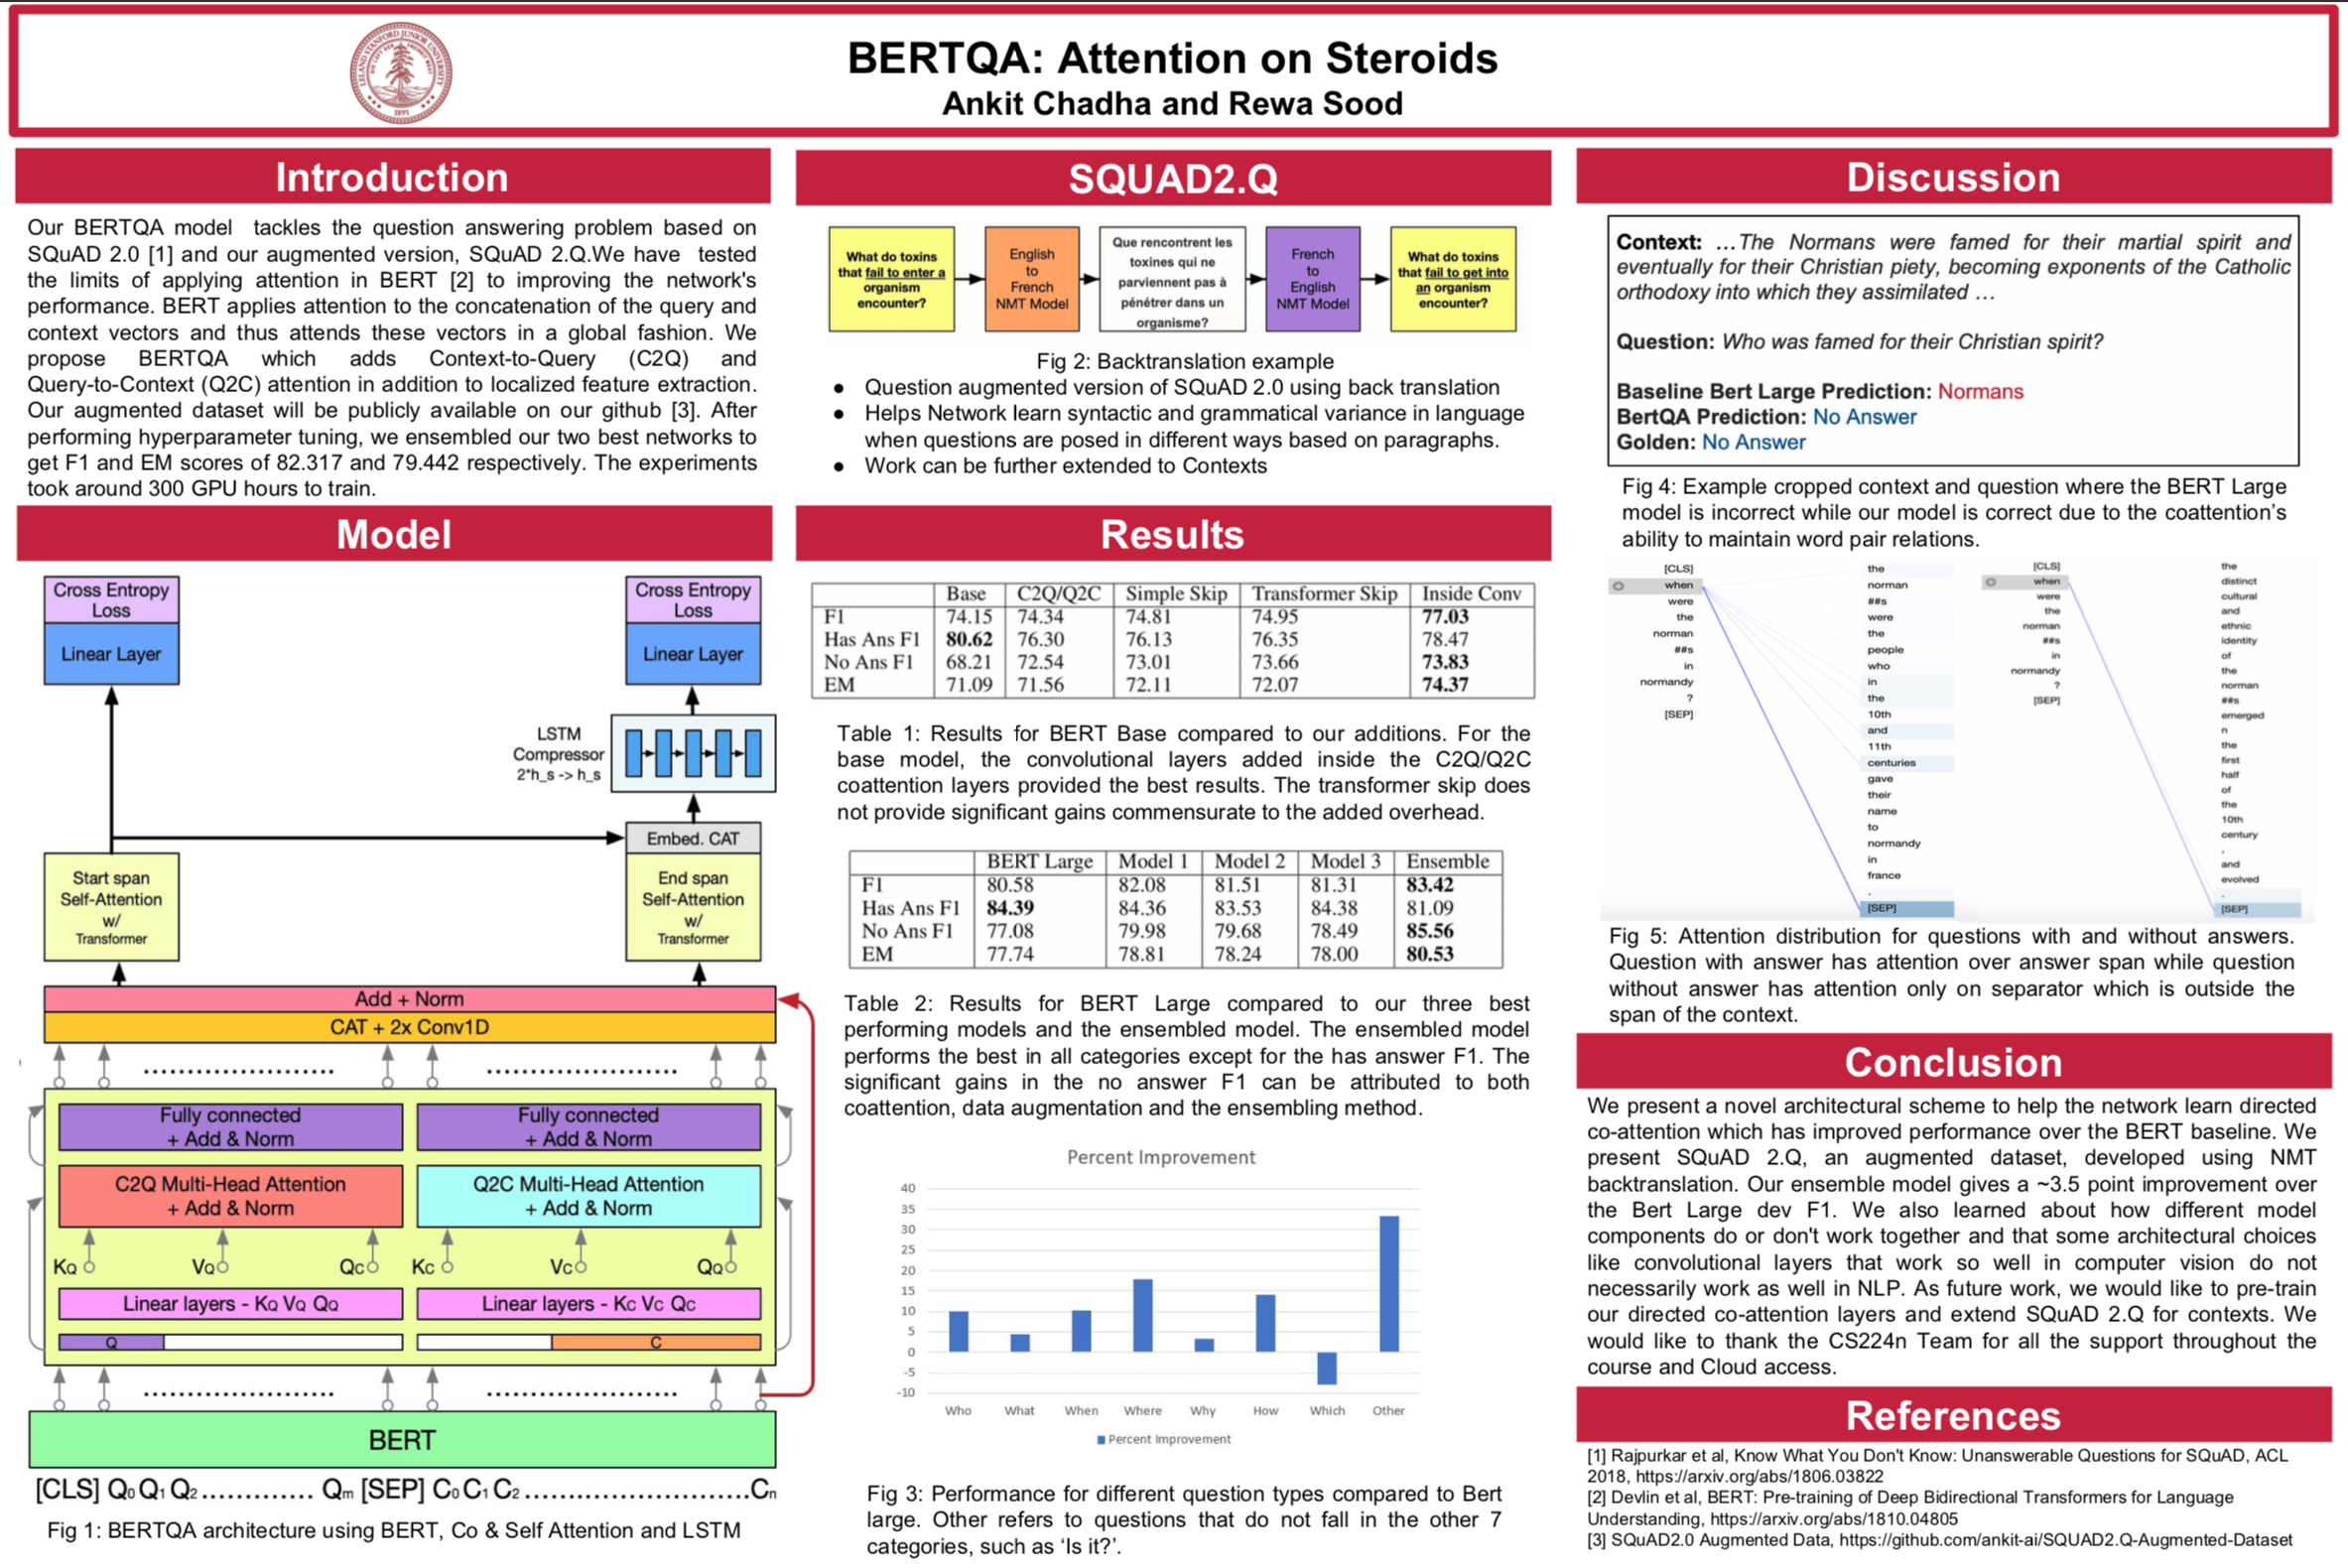 BERTQA: Attention on Steroids
Ankit Chadha and Rewa Sood
Introduction
Our BERTQA model tackles the question answering problem based on
SQuAD 2.0 [1] and our augmented version, SQuAD 2.Q.We have tested
the limits of applying attention in BERT [2] to improving the network's
performance. BERT applies attention to the concatenation of the query and
context vectors and thus attends these vectors in a global fashion. We
propose BERTQA which adds Context-to-Query (C2Q) and
Query-to-Context (Q2C) attention in addition to localized feature extraction.
Our augmented dataset will be publicly available on our github [3]. After
performing hyperparameter tuning, we ensembled our two best networks to
get F1 and EM scores of 82.317 and 79.442 respectively. The experiments
took around 300 GPU hours to train.
Model
Cross Entropy
Loss
Linear Layer
Cross Entropy
Loss
Linear Layer
LSTM
Compressor
2*h_s -> h_s
Embed. CAT
Start span
Self-Attention
w/
Transformer
End span
Self-Attention
w/
Transformer
Add + Norm
CAT + 2x Conv1D
Fully connected
+ Add & Norm
Fully connected
+ Add & Norm
C2Q Multi-Head Attention
+ Add & Norm
Q2C Multi-Head Attention
+ Add & Norm
KQ VQ QC KC VC QQ
Linear layers - KQ VQ QQ
Linear layers - KC VC QC
Q
C
BERT
[CLS] Q0 Q1 Q2 ............. Qm [SEP] C0 C1 C2 ..........................Cn
Fig 1: BERTQA architecture using BERT, Co & Self Attention and LSTM
SQUAD2.Q
What do toxins
that fail to enter a
organism
encounter?
English
to
French
NMT Model
Que rencontrent les
toxines qui ne
parviennent pas à
pénétrer dans un
organisme?
French
to
English
NMT Model
What do toxins
that fail to get into
an organism
encounter?
Fig 2: Backtranslation example
● Question augmented version of SQuAD 2.0 using back translation
● Helps Network learn syntactic and grammatical variance in language
when questions are posed in different ways based on paragraphs.
● Work can be further extended to Contexts
Results
Base C2Q/Q2C Simple Skip Transformer Skip Inside Conv
F1 74.15 74.34 74.81 74.95 77.03
Has Ans F1 80.62 76.30 76.13 76.35 78.47
No Ans F1 68.21 72.54 73.01 73.66 73.83
EM 71.09 71.56 72.11 72.07 74.37
Table 1: Results for BERT Base compared to our additions. For the
base model, the convolutional layers added inside the C2Q/Q2C
coattention layers provided the best results. The transformer skip does
not provide significant gains commensurate to the added overhead.
BERT Large Model 1 Model 2 Model 3 Ensemble
F1 80.58 82.08 81.51 81.31 83.42
Has Ans F1 84.39 84.36 83.53 84.38 81.09
No Ans F1 77.08 79.98 79.68 78.49 85.56
EM 77.74 78.81 78.24 78.00 80.53
Table 2: Results for BERT Large compared to our three best
performing models and the ensembled model. The ensembled model
performs the best in all categories except for the has answer F1. The
significant gains in the no answer F1 can be attributed to both
coattention, data augmentation and the ensembling method.
Percent Improvement
40
35
30
25
20
15
10
5
0
-5
-10
Who What When Where Why How Which Other
Percent Improvement
Fig 3: Performance for different question types compared to Bert
large. Other refers to questions that do not fall in the other 7
categories, such as ‘Is it?’.
Discussion
Context: …The Normans were famed for their martial spirit and
eventually for their Christian piety, becoming exponents of the Catholic
orthodoxy into which they assimilated …
Question: Who was famed for their Christian spirit?
Baseline Bert Large Prediction: Normans
BertQA Prediction: No Answer
Golden: No Answer
Fig 4: Example cropped context and question where the BERT Large
model is incorrect while our model is correct due to the coattention’s
ability to maintain word pair relations.
[CLS]
when
were
the
norman
##s
in
normandy
?
[SEP]
the
norman
##s
were
the
people
who
in
the
10th
and
11th
centuries
gave
their
name
to
normandy
in
france
.
[SEP]
[CLS]
when
were
the
norman
##s
in
normandy
?
[SEP]
the
distinct
cultural
and
ethnic
identity
of
the
norman
##s
emerged
n
the
first
half
of
the
10th
century
,
and
evolved
.
[SEP]
Fig 5: Attention distribution for questions with and without answers.
Question with answer has attention over answer span while question
without answer has attention only on separator which is outside the
span of the context.
Conclusion
We present a novel architectural scheme to help the network learn directed
co-attention which has improved performance over the BERT baseline. We
present SQuAD 2.Q, an augmented dataset, developed using NMT
backtranslation. Our ensemble model gives a ~3.5 point improvement over
the Bert Large dev F1. We also learned about how different model
components do or don't work together and that some architectural choices
like convolutional layers that work so well in computer vision do not
necessarily work as well in NLP. As future work, we would like to pre-train
our directed co-attention layers and extend SQuAD 2.Q for contexts. We
would like to thank the CS224n Team for all the support throughout the
course and Cloud access.
References
[1] Rajpurkar et al, Know What You Don't Know: Unanswerable Questions for SQuAD, ACL
2018, https://arxiv.org/abs/1806.03822
[2] Devlin et al, BERT: Pre-training of Deep Bidirectional Transformers for Language
Understanding, https://arxiv.org/abs/1810.04805
[3] SQuAD2.0 Augmented Data, https://github.com/ankit-ai/SQUAD2.Q-Augmented-Dataset